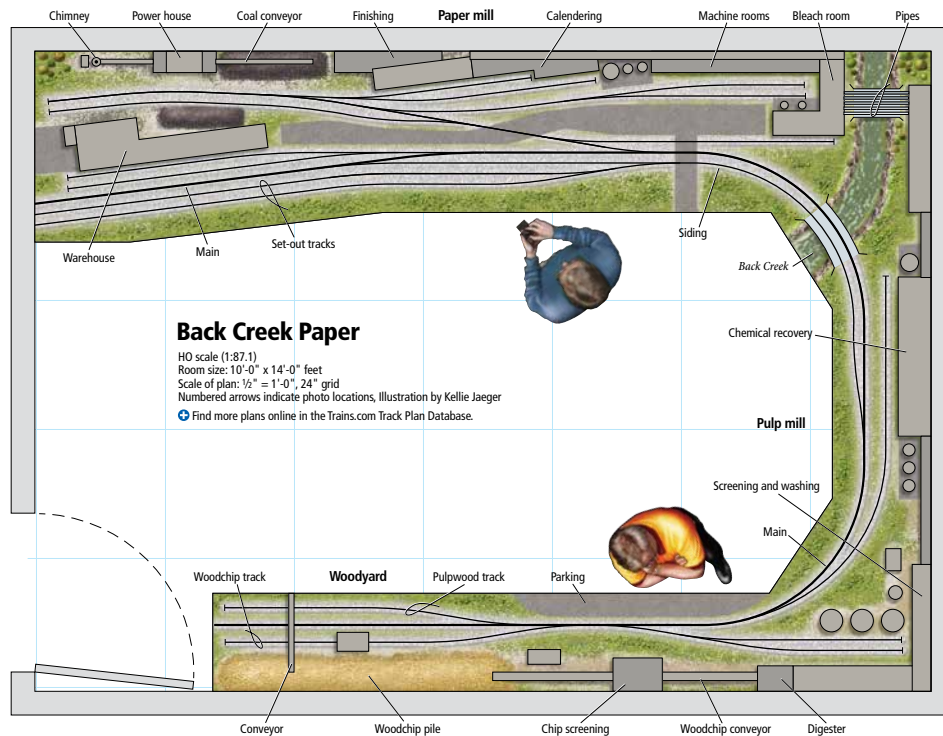 Chimney
Power house
Coal conveyor
Finishing
Paper mill
Calendering
Machine rooms
Bleach room
Pipes
Warehouse
Main
Set-out tracks
Siding
Back Creek
Back Creek Paper
HO scale (1:87.1)
Room size: 10'-0" x 14'-0" feet
Scale of plan: ½" = 1'-0", 24" grid
Numbered arrows indicate photo locations, Illustration by Kellie Jaeger
Find more plans online in the Trains.com Track Plan Database.
Chemical recovery
Pulp mill
Screening and washing
Main
Woodchip track
Woodyard
Pulpwood track
Parking
Conveyor
Woodchip pile
Chip screening
Woodchip conveyor
Digester